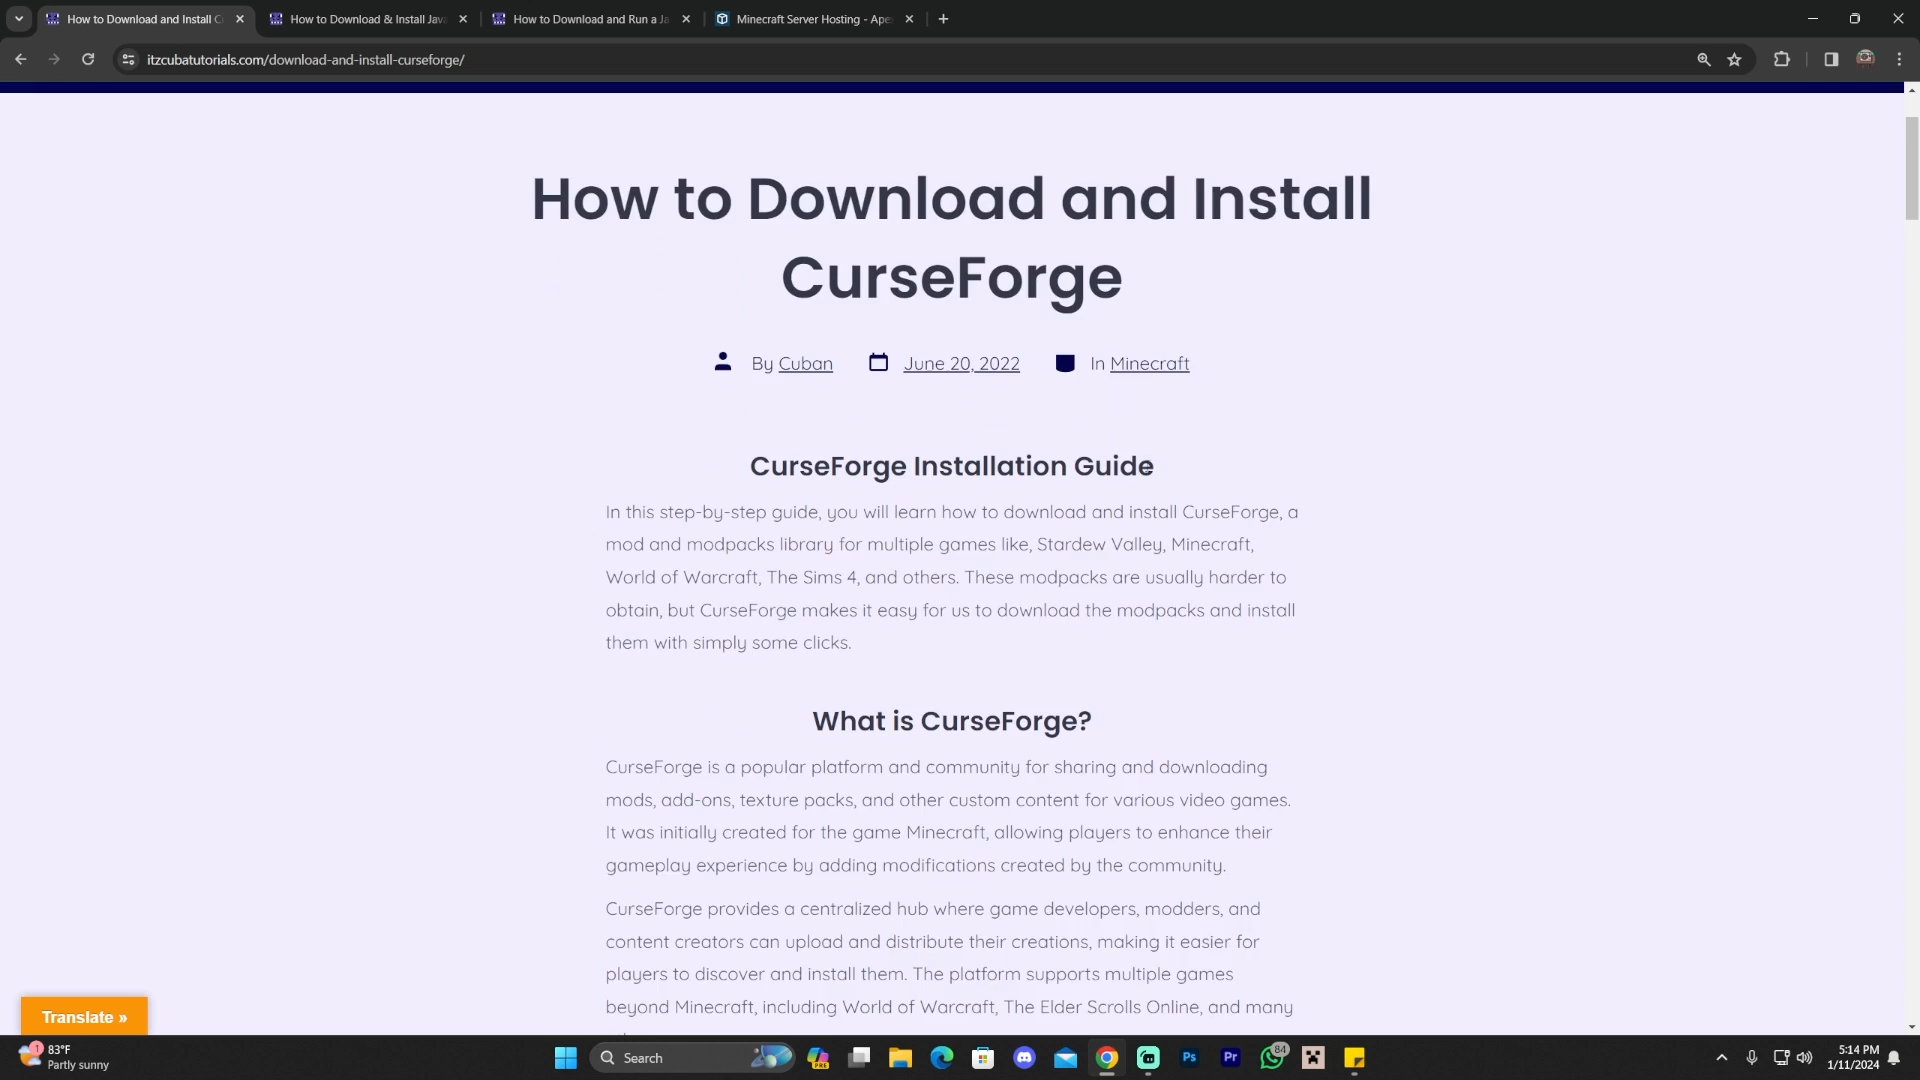 How to Download and Install C
How to Download & Install Java
How to Download and Run a Ja
Minecraft Server Hosting - Ape
itzcubatutorials.com/download-and-install-curseforge/
How to Download and Install
CurseForge
By Cuban
June 20, 2022
In Minecraft
CurseForge Installation Guide
In this step-by-step guide, you will learn how to download and install CurseForge, a
mod and modpacks library for multiple games like, Stardew Valley, Minecraft,
World of Warcraft, The Sims 4, and others. These modpacks are usually harder to
obtain, but CurseForge makes it easy for us to download the modpacks and install
them with simply some clicks.
What is CurseForge?
CurseForge is a popular platform and community for sharing and downloading
mods, add-ons, texture packs, and other custom content for various video games.
It was initially created for the game Minecraft, allowing players to enhance their
gameplay experience by adding modifications created by the community.
CurseForge provides a centralized hub where game developers, modders, and
content creators can upload and distribute their creations, making it easier for
players to discover and install them. The platform supports multiple games
beyond Minecraft, including World of Warcraft, The Elder Scrolls Online, and many
Translate »
1
83°F
Partly sunny
Search
PRE
Ps
Pr
84
5:14 PM
1/11/2024